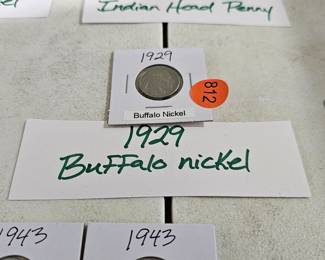 Indian Head Penny
1929
812
Buffalo Nickel
1929
Buffalo nickel
1943
1943